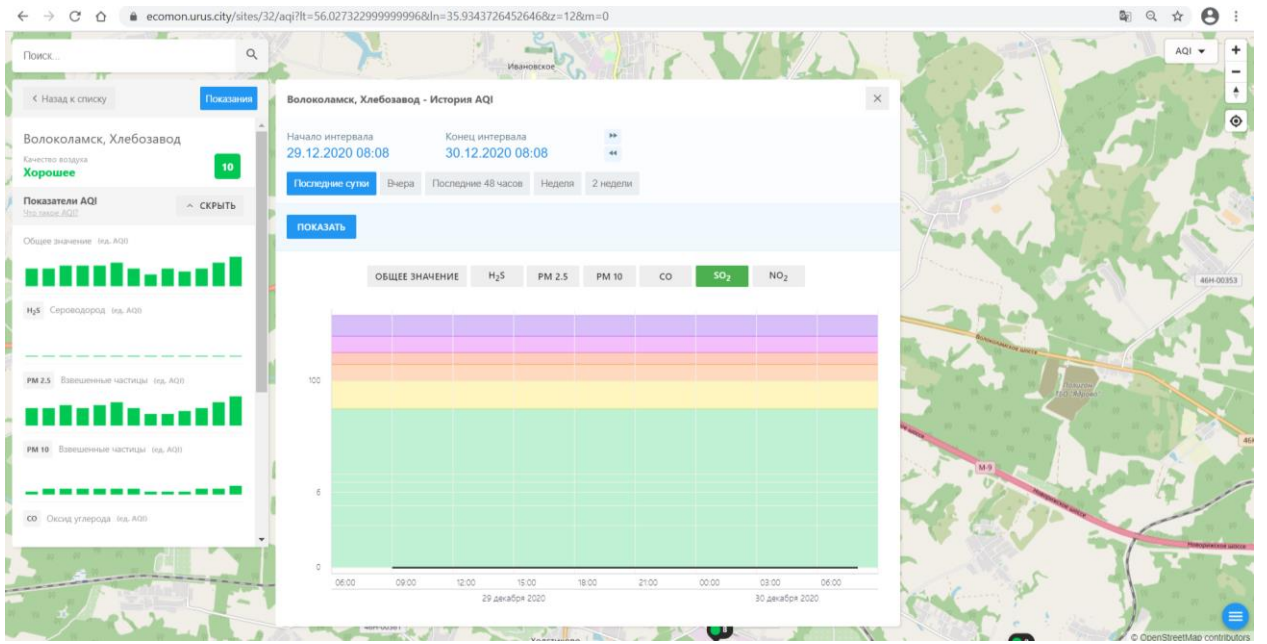 ecomon.urus.city/sites/32/aqi?lt=56.027322999999996&ln=35.9343726452646&z=12&m=0
Поиск...
Ивановское
AQI
Назад к списку
Показания
Волоколамск, Хлебозавод - История AQI
Волоколамск, Хлебозавод
Качество воздуха
Хорошее
10
Начало интервала
Конец интервала
29.12.2020 08:08
30.12.2020 08:08
Последние сутки
Вчера
Последние 48 часов
Неделя
2 недели
Показатели AQI
Что такое AQI?
СКРЫТЬ
ПОКАЗАТЬ
Общее значение (ед. AQI)
ОБЩЕЕ ЗНАЧЕНИЕ
H₂S
PM 2.5
PM 10
CO
SO₂
NO₂
H₂S Сероводород (ед. AQI)
PM 2.5 Взвешенные частицы (ед. AQI)
PM 10 Взвешенные частицы (ед. AQI)
CO Оксид углерода (ед. AQI)
100
6
0
06:00
09:00
12:00
15:00
18:00
21:00
00:00
03:00
06:00
29 декабря 2020
30 декабря 2020
46Н-00353
Волоколамское шоссе
Полигон
ТБО "Ядрово"
М-9
Новорижское шоссе
Новорижское шоссе
© OpenStreetMap contributors